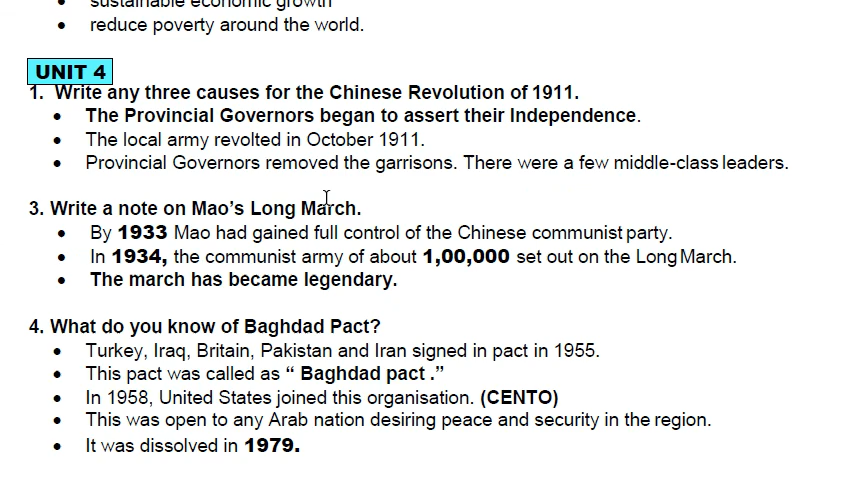 sustainable economic growth
• reduce poverty around the world.
UNIT 4
1. Write any three causes for the Chinese Revolution of 1911.
• The Provincial Governors began to assert their Independence.
• The local army revolted in October 1911.
• Provincial Governors removed the garrisons. There were a few middle-class leaders.
3. Write a note on Mao's Long March.
• By 1933 Mao had gained full control of the Chinese communist party.
• In 1934, the communist army of about 1,00,000 set out on the Long March.
• The march has became legendary.
4. What do you know of Baghdad Pact?
• Turkey, Iraq, Britain, Pakistan and Iran signed in pact in 1955.
• This pact was called as “ Baghdad pact .”
• In 1958, United States joined this organisation. (CENTO)
• This was open to any Arab nation desiring peace and security in the region.
• It was dissolved in 1979.